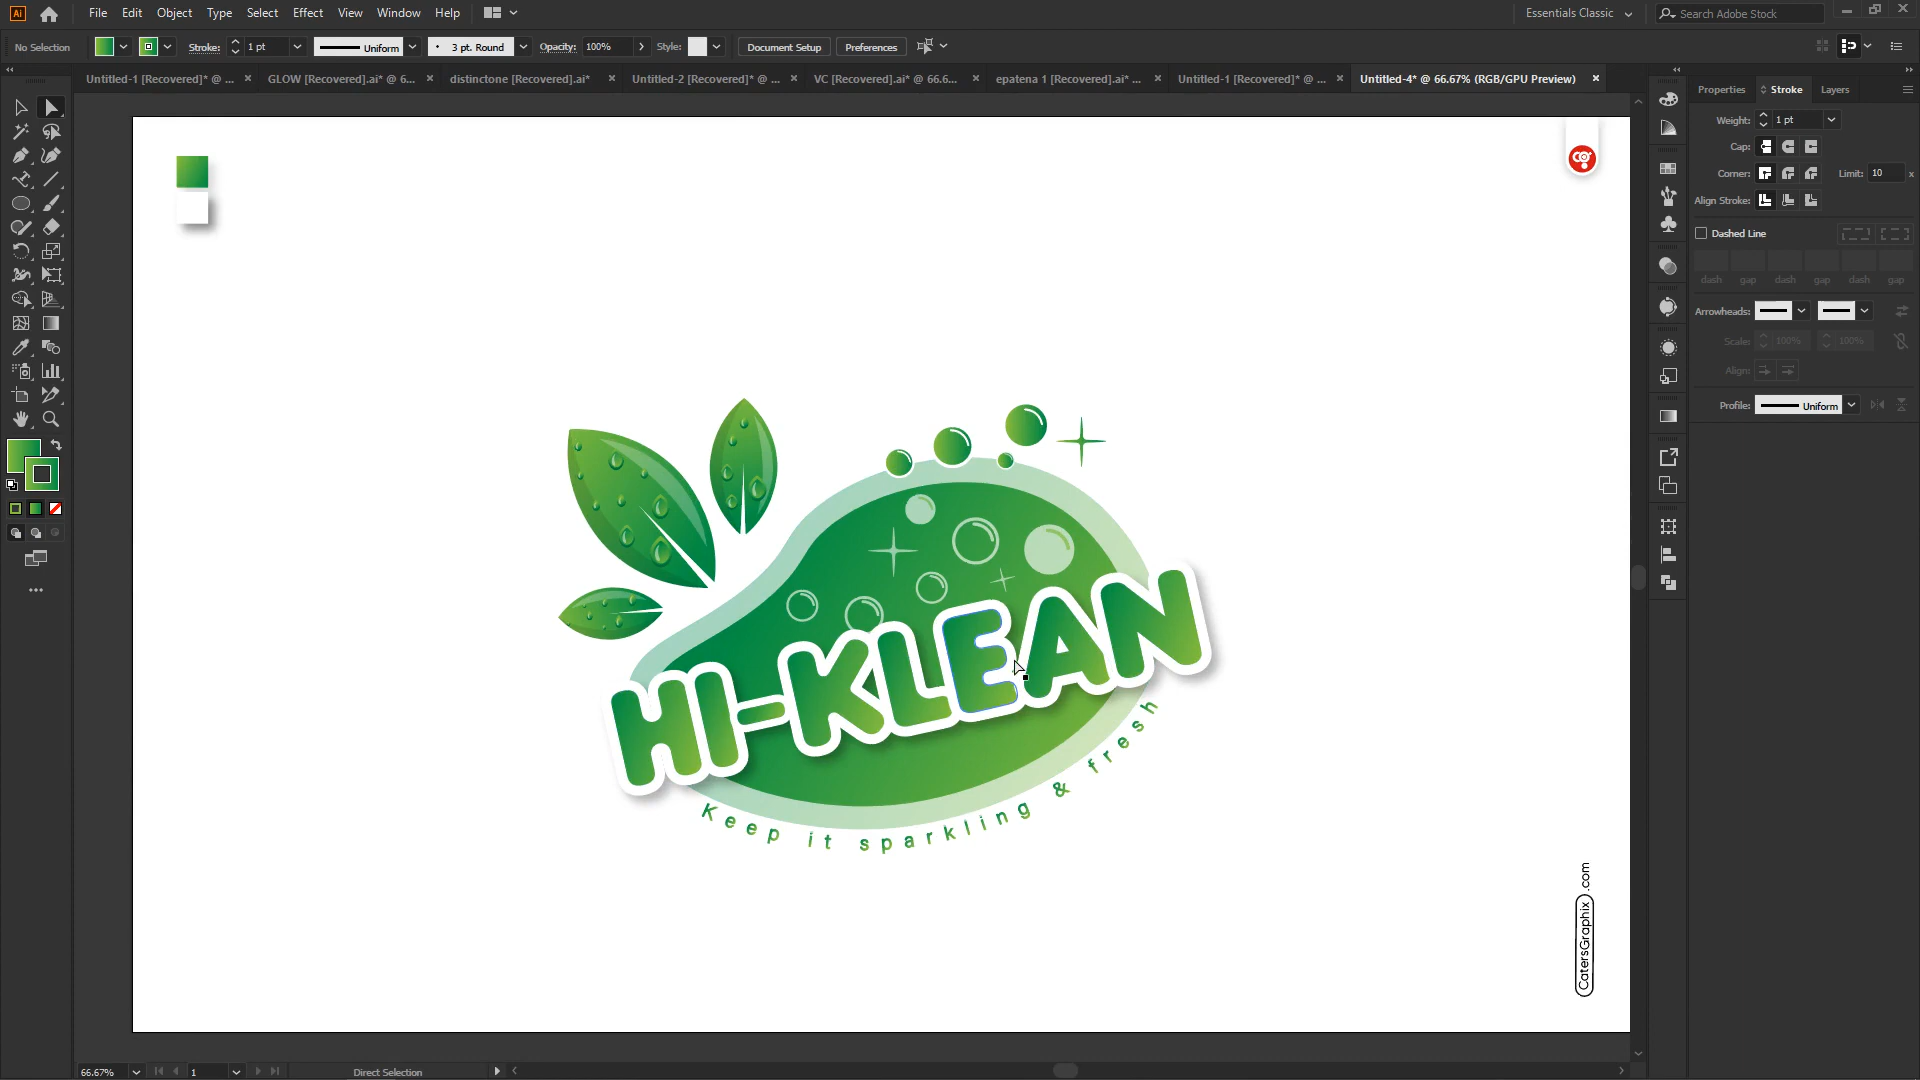 Ai File Edit Object Type Select Effect View Window Help Essentials Classic Search Adobe Stock
No Selection Stroke: 1 pt Uniform 3 pt. Round Opacity: 100% Style: Document Setup Preferences
Untitled-1 [Recovered]* @ ... GLOW [Recovered].ai* @ 6... distinctone [Recovered].ai* Untitled-2 [Recovered]* @ ... VC [Recovered].ai* @ 66.6... epatena 1 [Recovered].ai* ... Untitled-1 [Recovered]* @ ... Untitled-4* @ 66.67% (RGB/GPU Preview)
Properties Stroke Layers
Weight: 1 pt
Cap:
Corner: Limit: 10 x
Align Stroke:
Dashed Line
dash gap dash gap dash gap
Arrowheads:
Scale: 100% 100%
Align:
Profile: Uniform
HI-KLEAN
Keep it sparkling & fresh
CatersGraphix .com
66.67% 1 Direct Selection